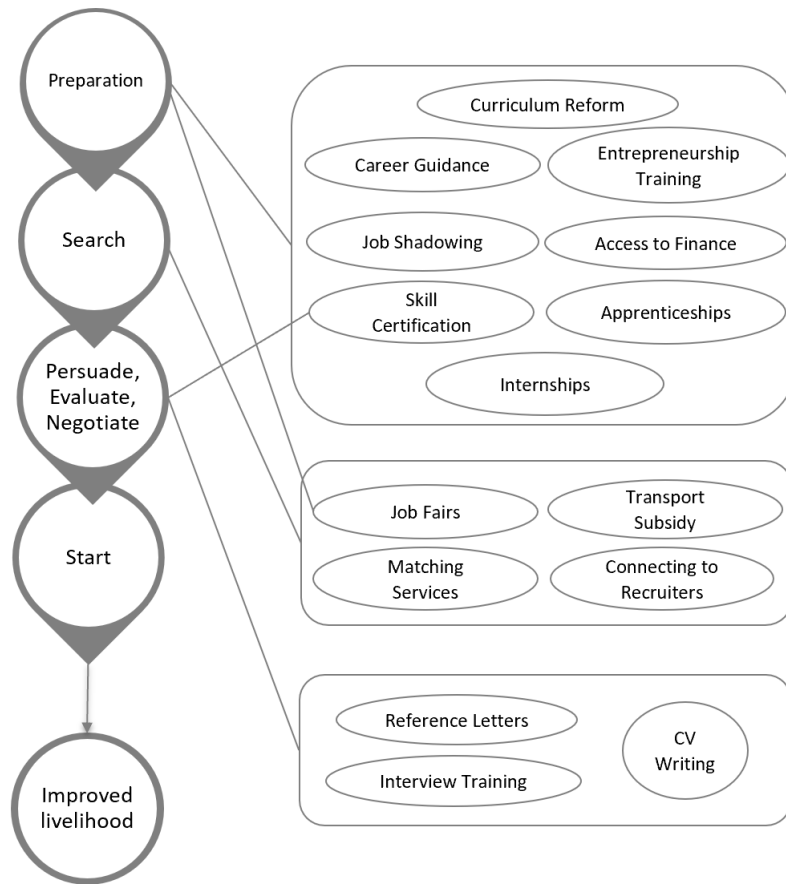 Preparation
Search
Persuade,
Evaluate,
Negotiate
Start
Improved
livelihood
Curriculum Reform
Career Guidance
Entrepreneurship
Training
Job Shadowing
Access to Finance
Skill
Certification
Apprenticeships
Internships
Job Fairs
Transport
Subsidy
Matching
Services
Connecting to
Recruiters
Reference Letters
Interview Training
CV
Writing